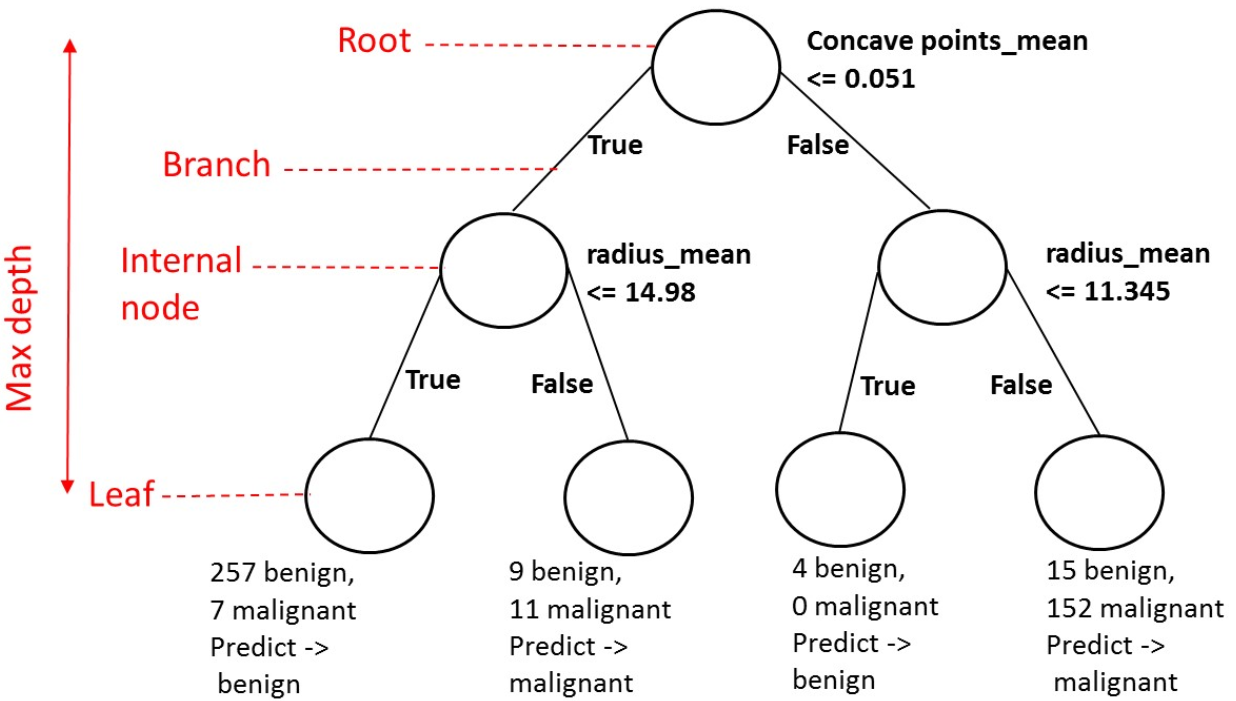 Root
Concave points_mean
<= 0.051
True
False
Branch
Internal
node
radius_mean
<= 14.98
radius_mean
<= 11.345
Max depth
True
False
True
False
Leaf
257 benign,
7 malignant
Predict ->
benign
9 benign,
11 malignant
Predict ->
malignant
4 benign,
0 malignant
Predict ->
benign
15 benign,
152 malignant
Predict ->
malignant